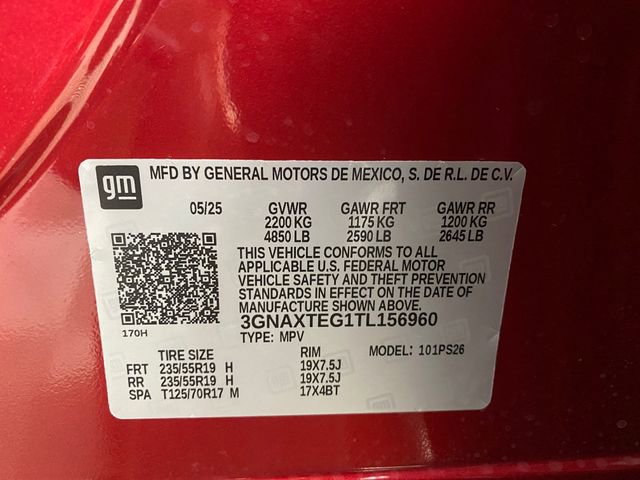 gm MFD BY GENERAL MOTORS DE MEXICO, S. DE R.L. DE C.V.
05/25 GVWR GAWR FRT GAWR RR
2200 KG 1175 KG 1200 KG
4850 LB 2590 LB 2645 LB
THIS VEHICLE CONFORMS TO ALL
APPLICABLE U.S. FEDERAL MOTOR
VEHICLE SAFETY AND THEFT PREVENTION
STANDARDS IN EFFECT ON THE DATE OF
MANUFACTURE SHOWN ABOVE.
170H 3GNAXTEG1TL156960
TYPE: MPV MODEL: 101PS26
TIRE SIZE RIM
FRT 235/55R19 H 19X7.5J
RR 235/55R19 H 19X7.5J
SPA T125/70R17 M 17X4BT